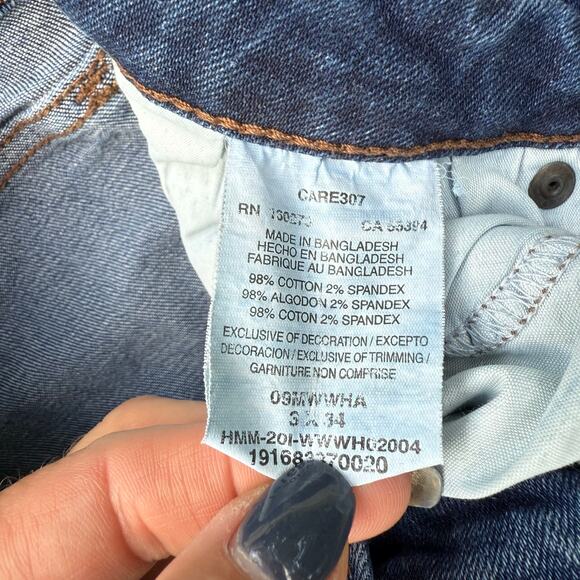 CARE307
RN CA
MADE IN BANGLADESH
HECHO EN BANGLADESH
FABRIQUE AU BANGLADESH
98% COTTON 2% SPANDEX
98% ALGODON 2% SPANDEX
98% COTON 2% SPANDEX
EXCLUSIVE OF DECORATION / EXCEPTO
DECORACION / EXCLUSIVE OF TRIMMING /
GARNITURE NON COMPRISE
09MWWHA
X 34
HMM-20I-WWWH02004